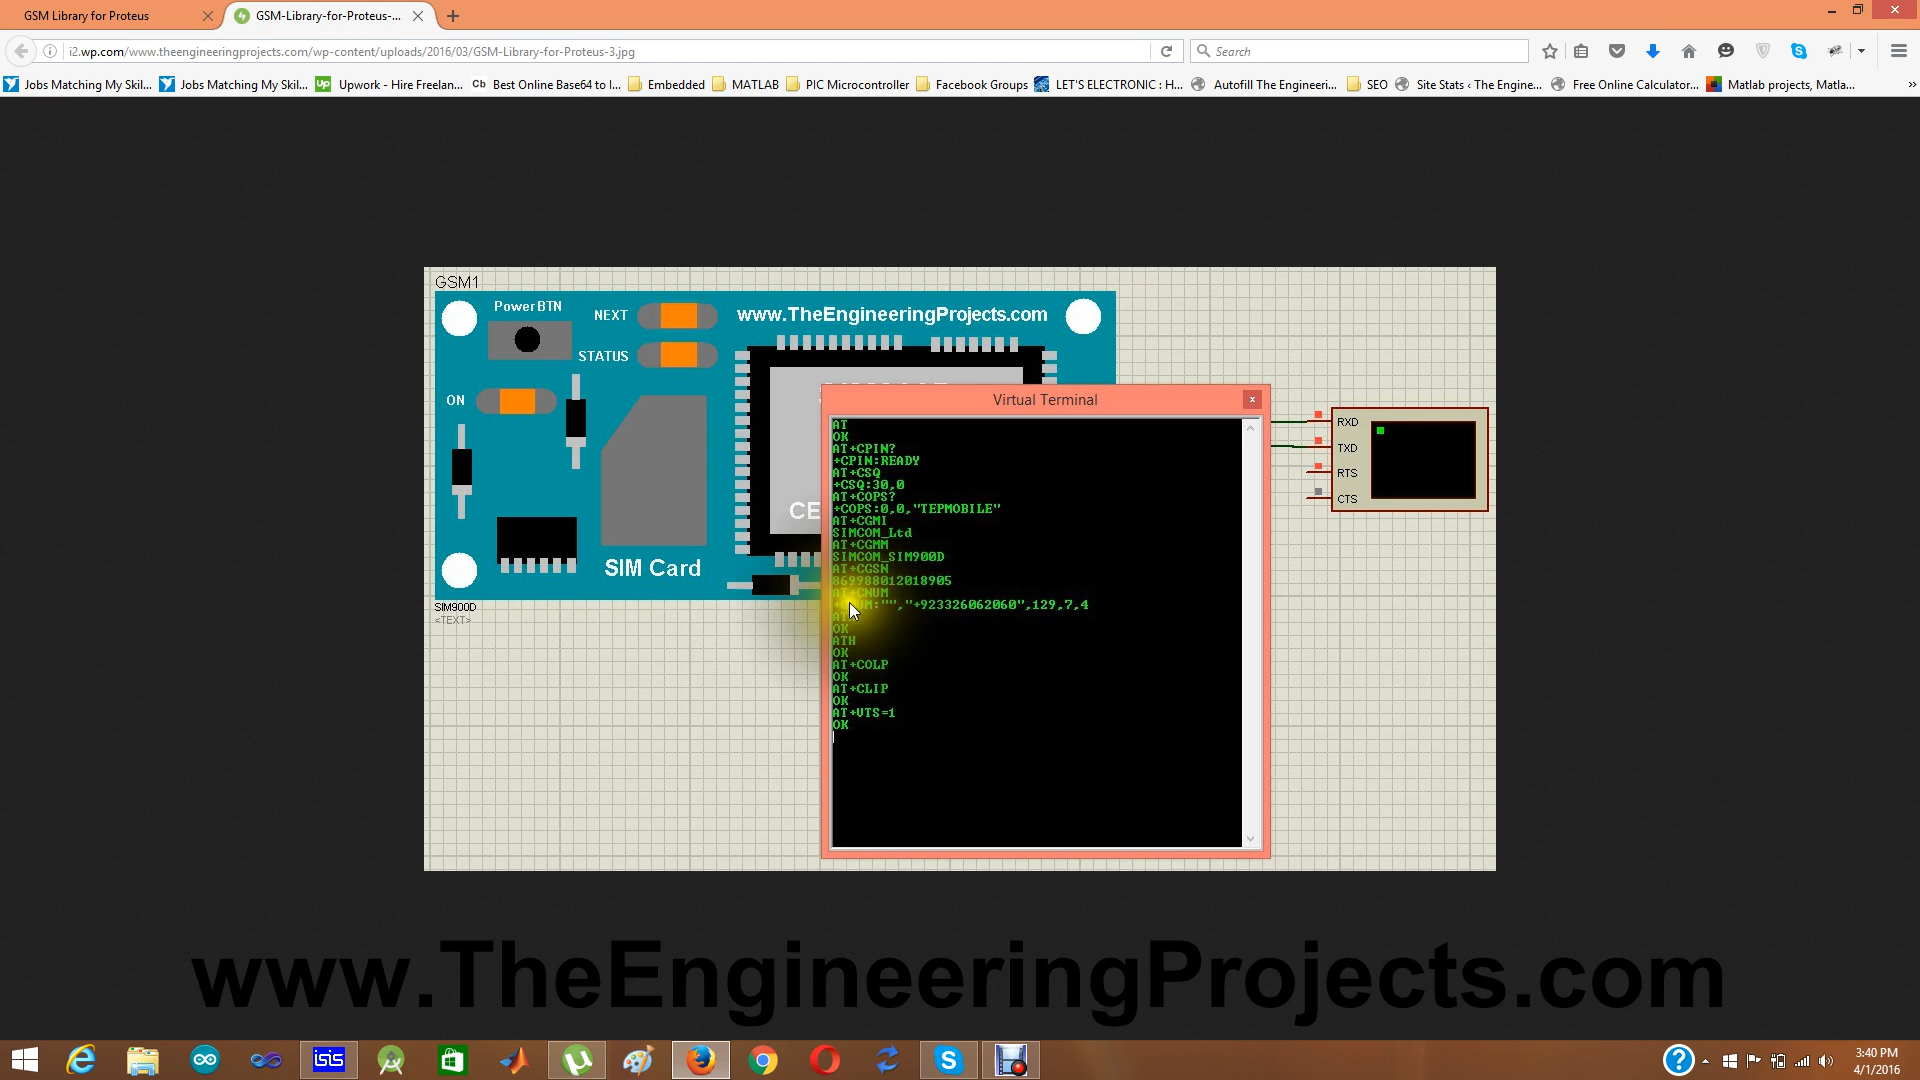 GSM Library for Proteus
GSM-Library-for-Proteus-...
i2.wp.com/www.theengineeringprojects.com/wp-content/uploads/2016/03/GSM-Library-for-Proteus-3.jpg
Search
Jobs Matching My Skil...
Jobs Matching My Skil...
Up
Upwork - Hire Freelan...
Cb
Best Online Base64 to I...
Embedded
MATLAB
PIC Microcontroller
Facebook Groups
LET'S ELECTRONIC : H...
Autofill The Engineeri...
SEO
Site Stats ‹ The Engine...
Free Online Calculator...
Matlab projects, Matla...
GSM1
Power BTN
NEXT
STATUS
ON
www.TheEngineeringProjects.com
CE
SIM Card
SIM900D
<TEXT>
Virtual Terminal
AT
OK
AT+CPIN?
+CPIN:READY
AT+CSQ
+CSQ:30,0
AT+COPS?
+COPS:0,0,"TEPMOBILE"
AT+CGMI
SIMCOM_Ltd
AT+CGMM
SIMCOM_SIM900D
AT+CGSN
869988012018905
AT+CNUM
+CNUM:"","+923326062060",129,7,4
OK
ATH
OK
AT+COLP
OK
AT+CLIP
OK
AT+VTS=1
OK
RXD
TXD
RTS
CTS
www.TheEngineeringProjects.com
isis
3:40 PM
4/1/2016